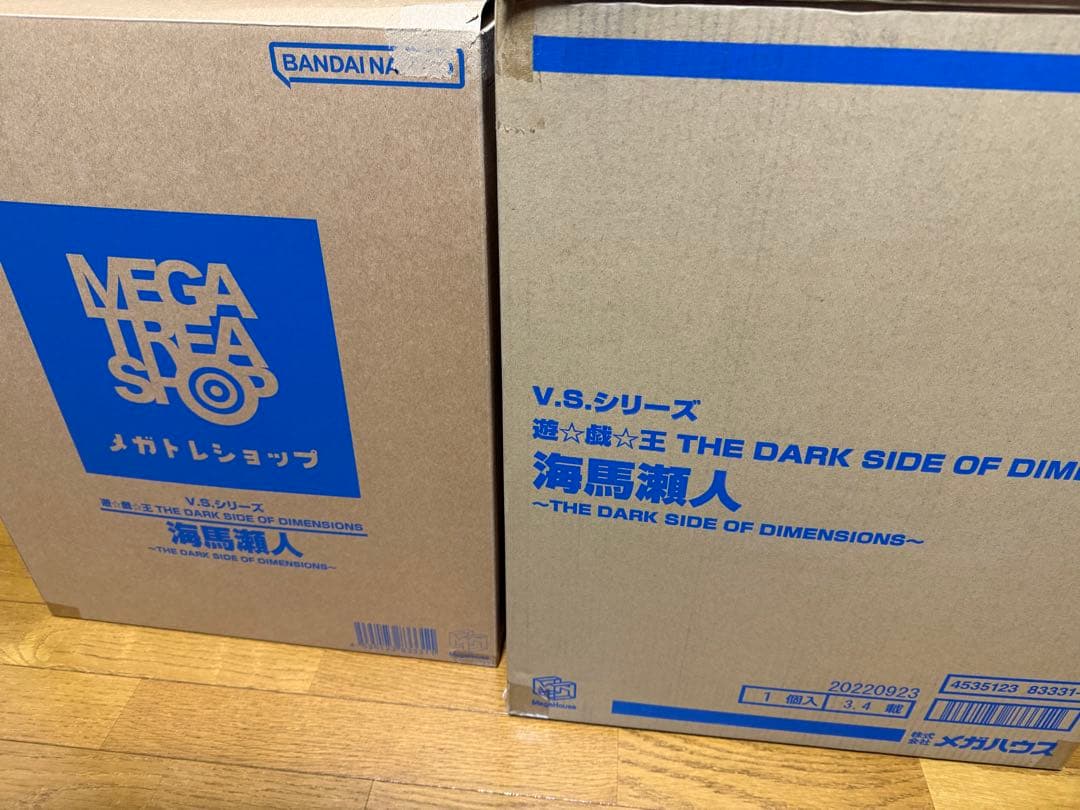 BANDAI NA
MEGA
TREA
SHOP
メガトレショップ
V.S.シリーズ
遊☆戯☆王 THE DARK SIDE OF DIMENSIONS
海馬瀬人
〜THE DARK SIDE OF DIMENSIONS〜
MegaHouse
V.S.シリーズ
遊☆戯☆王 THE DARK SIDE OF DIME
海馬瀬人
〜THE DARK SIDE OF DIMENSIONS〜
MegaHouse
20220923
1 個入 3.4 載
4535123 83331-
株式会社 メガハウス